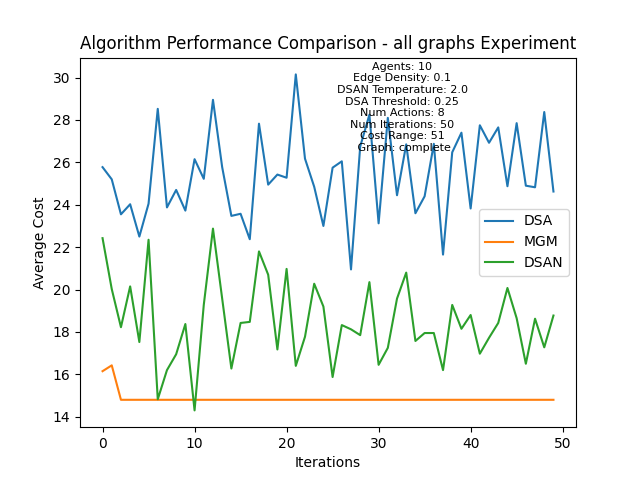 Algorithm Performance Comparison - all graphs Experiment
Agents: 10
Edge Density: 0.1
DSAN Temperature: 2.0
DSA Threshold: 0.25
Num Actions: 8
Num Iterations: 50
Cost Range: 51
Graph: complete
30
28
26
24
22
20
18
16
14
Average Cost
DSA
MGM
DSAN
0
10
20
30
40
50
Iterations